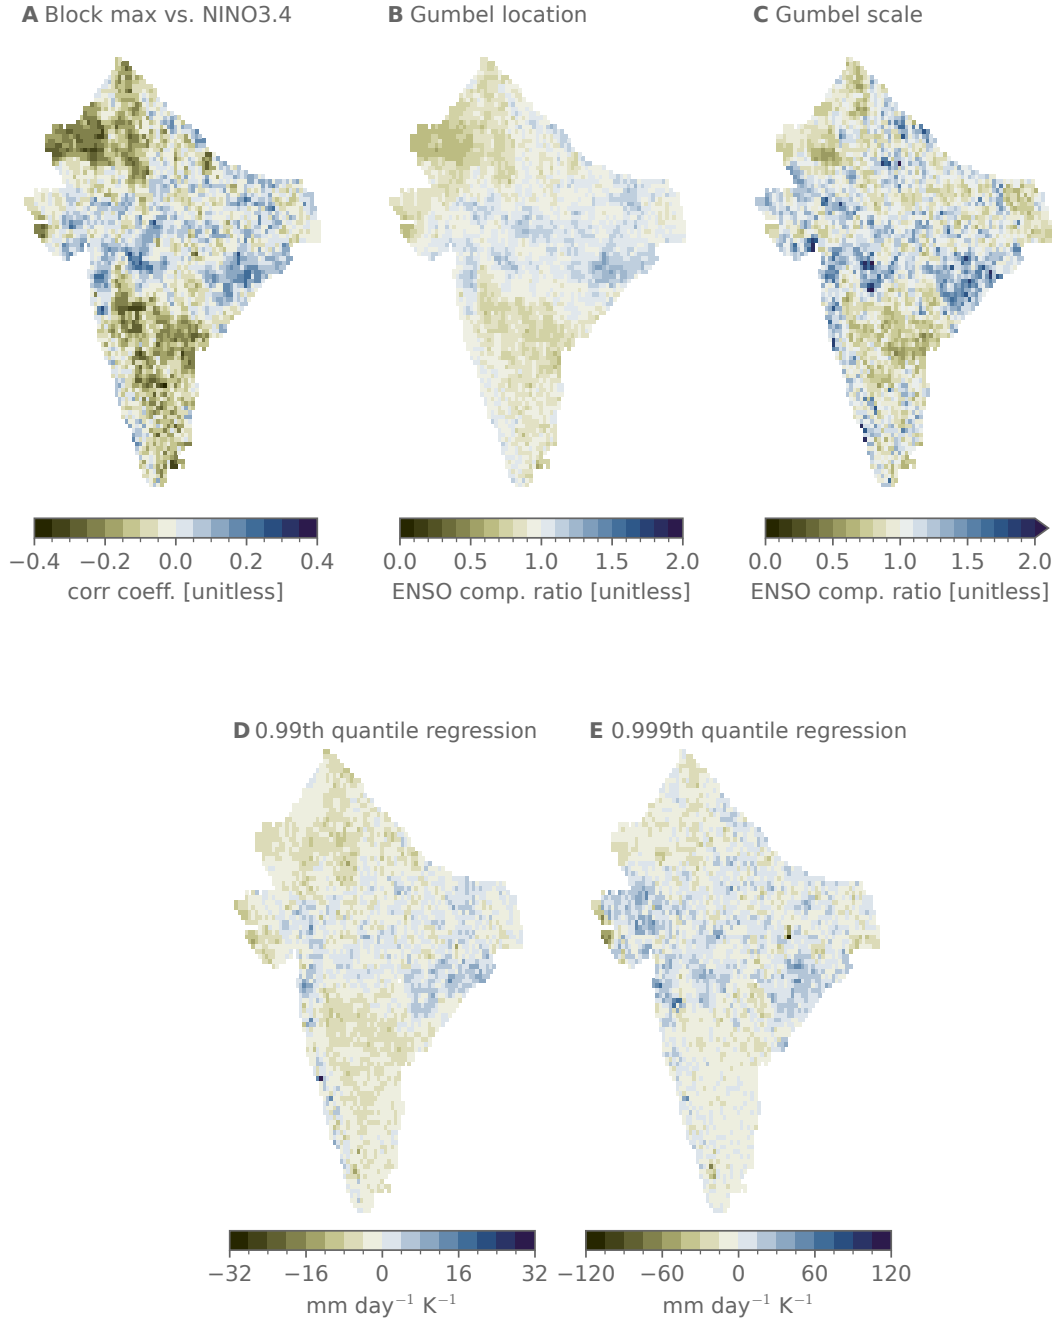 A Block max vs. NINO3.4
B Gumbel location
C Gumbel scale
−0.4 −0.2 0.0 0.2 0.4
corr coeff. [unitless]
0.0 0.5 1.0 1.5 2.0
ENSO comp. ratio [unitless]
0.0 0.5 1.0 1.5 2.0
ENSO comp. ratio [unitless]
D 0.99th quantile regression
E 0.999th quantile regression
−32 −16 0 16 32
mm day⁻¹ K⁻¹
−120 −60 0 60 120
mm day⁻¹ K⁻¹